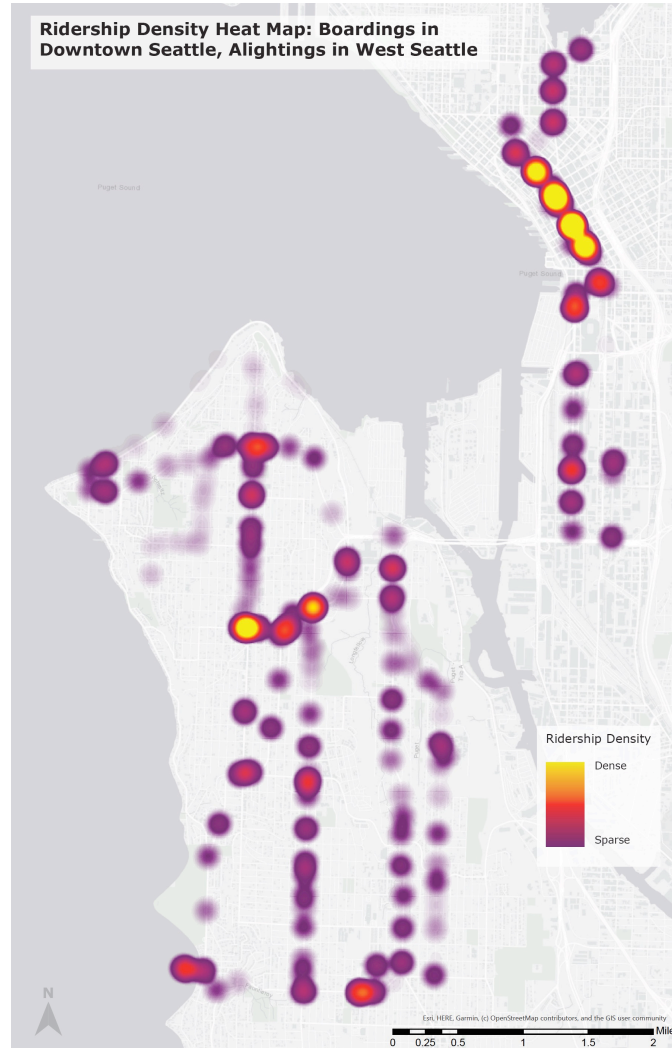 Ridership Density Heat Map: Boardings in
Downtown Seattle, Alightings in West Seattle
Puget Sound
Puget Sound
Ridership Density
Dense
Sparse
N
Esri, HERE, Garmin, (c) OpenStreetMap contributors, and the GIS user community
Mile
0 0.25 0.5 1 1.5 2